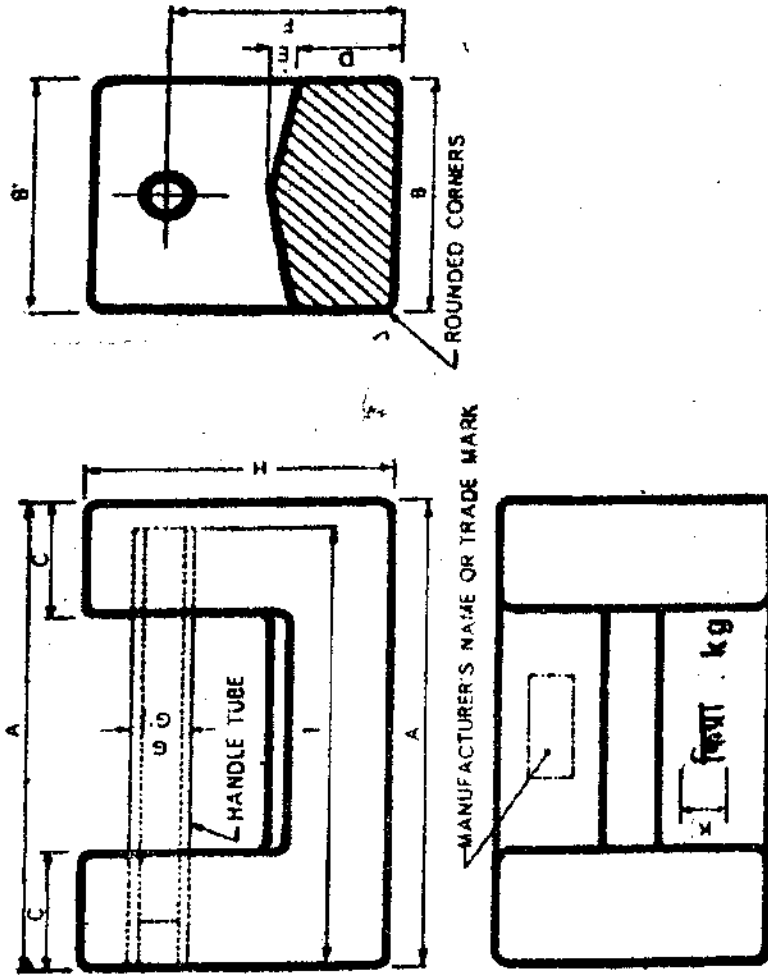 B'
F
E'
D
B
J
ROUNDED CORNERS
A
C
C
H
G'
G
HANDLE TUBE
I
A
MANUFACTURER'S NAME OR TRADE MARK
K
किग्रा. kg